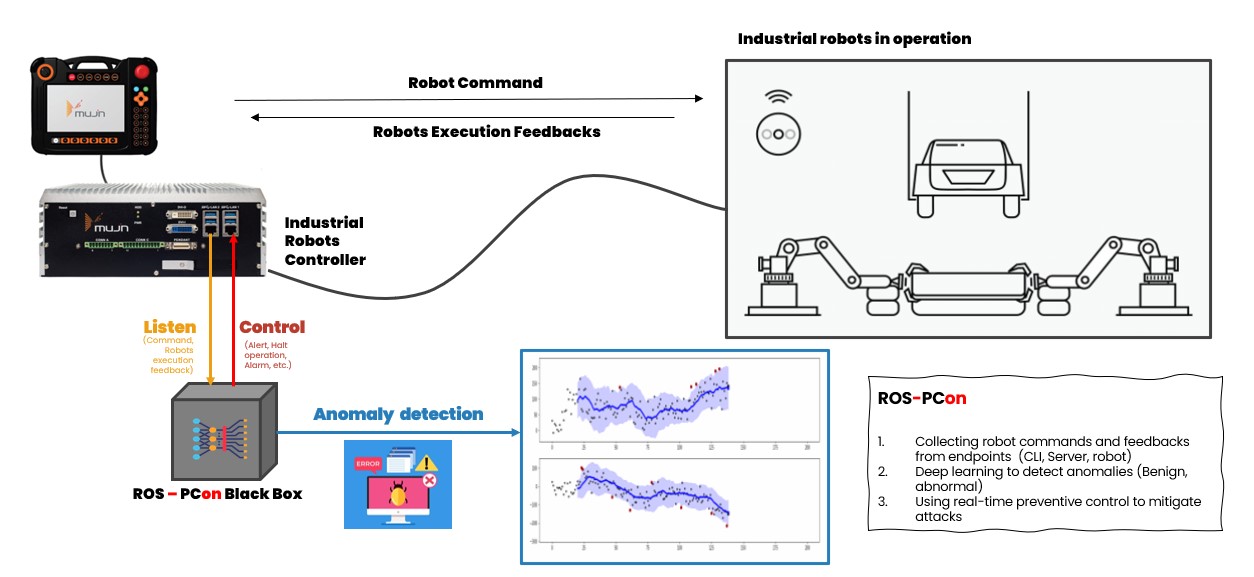 Industrial robots in operation
Robot Command
Robots Execution Feedbacks
mujin
mujin
Industrial
Robots
Controller
Listen
(Command,
Robots
execution
feedback)
Control
(Alert, Halt
operation,
Alarm, etc.)
Anomaly detection
ERROR
ROS – PCon Black Box
ROS-PCon
1. Collecting robot commands and feedbacks
from endpoints (CLI, Server, robot)
2. Deep learning to detect anomalies (Benign,
abnormal)
3. Using real-time preventive control to mitigate
attacks